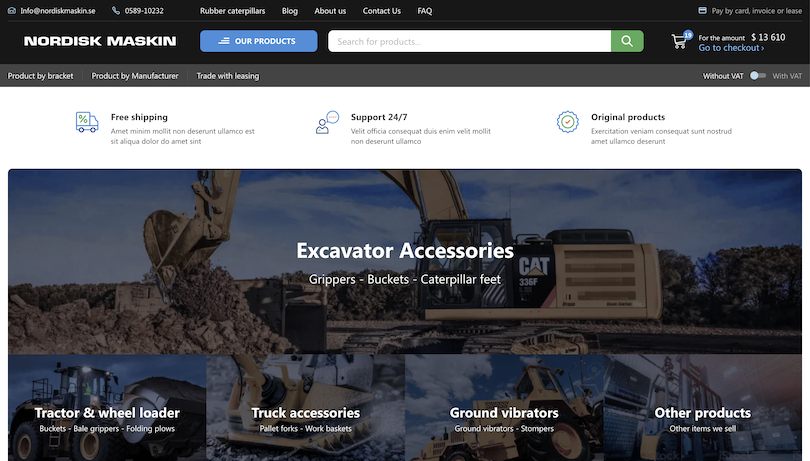 Info@nordiskmaskin.se
0589-10232
Rubber caterpillars
Blog
About us
Contact Us
FAQ
Pay by card, invoice or lease
NORDISK MASKIN
OUR PRODUCTS
Search for products...
19
For the amount $ 13 610
Go to checkout ›
Product by bracket
Product by Manufacturer
Trade with leasing
Without VAT
With VAT
%
Free shipping
Amet minim mollit non deserunt ullamco est
sit aliqua dolor do amet sint
Support 24/7
Velit officia consequat duis enim velit mollit
non deserunt ullamco
Original products
Exercitation veniam consequat sunt nostrud
amet ullamco deserunt
Excavator Accessories
Grippers - Buckets - Caterpillar feet
CAT
336F
Tractor & wheel loader
Buckets - Bale grippers - Folding plows
Truck accessories
Pallet forks - Work baskets
Ground vibrators
Ground vibrators - Stompers
Other products
Other items we sell